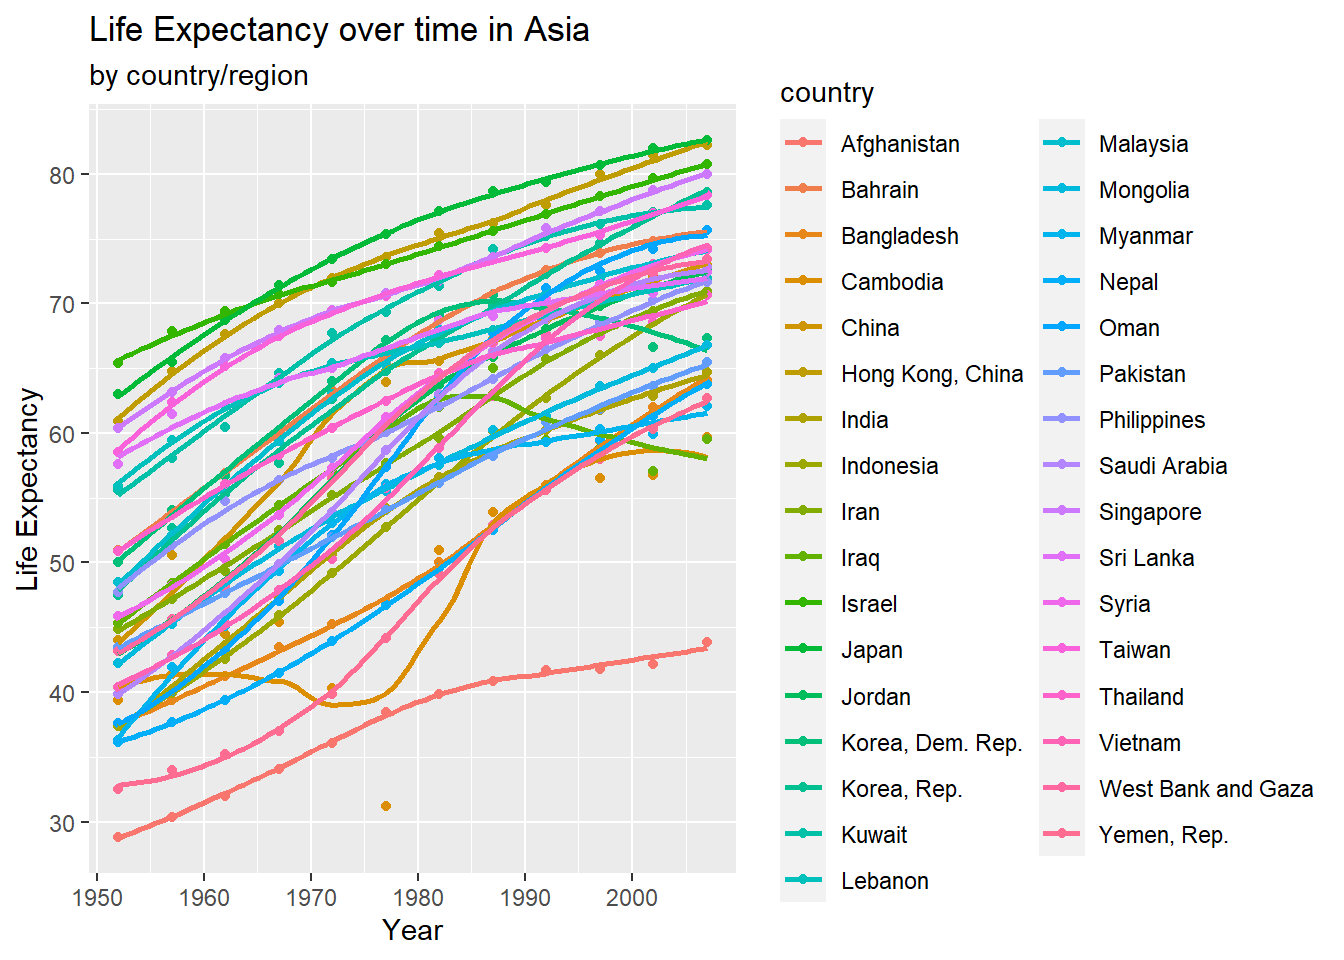 Life Expectancy over time in Asia
by country/region
Life Expectancy
80
70
60
50
40
30
1950
1960
1970
1980
1990
2000
Year
country
Afghanistan
Bahrain
Bangladesh
Cambodia
China
Hong Kong, China
India
Indonesia
Iran
Iraq
Israel
Japan
Jordan
Korea, Dem. Rep.
Korea, Rep.
Kuwait
Lebanon
Malaysia
Mongolia
Myanmar
Nepal
Oman
Pakistan
Philippines
Saudi Arabia
Singapore
Sri Lanka
Syria
Taiwan
Thailand
Vietnam
West Bank and Gaza
Yemen, Rep.